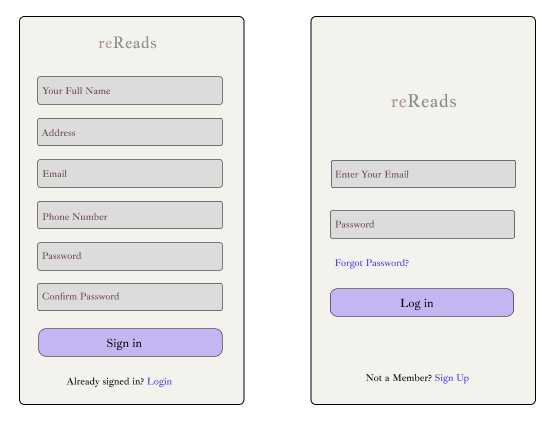 reReads
Your Full Name
Address
Email
Phone Number
Password
Confirm Password
Sign in
Already signed in? Login
reReads
Enter Your Email
Password
Forgot Password?
Log in
Not a Member? Sign Up